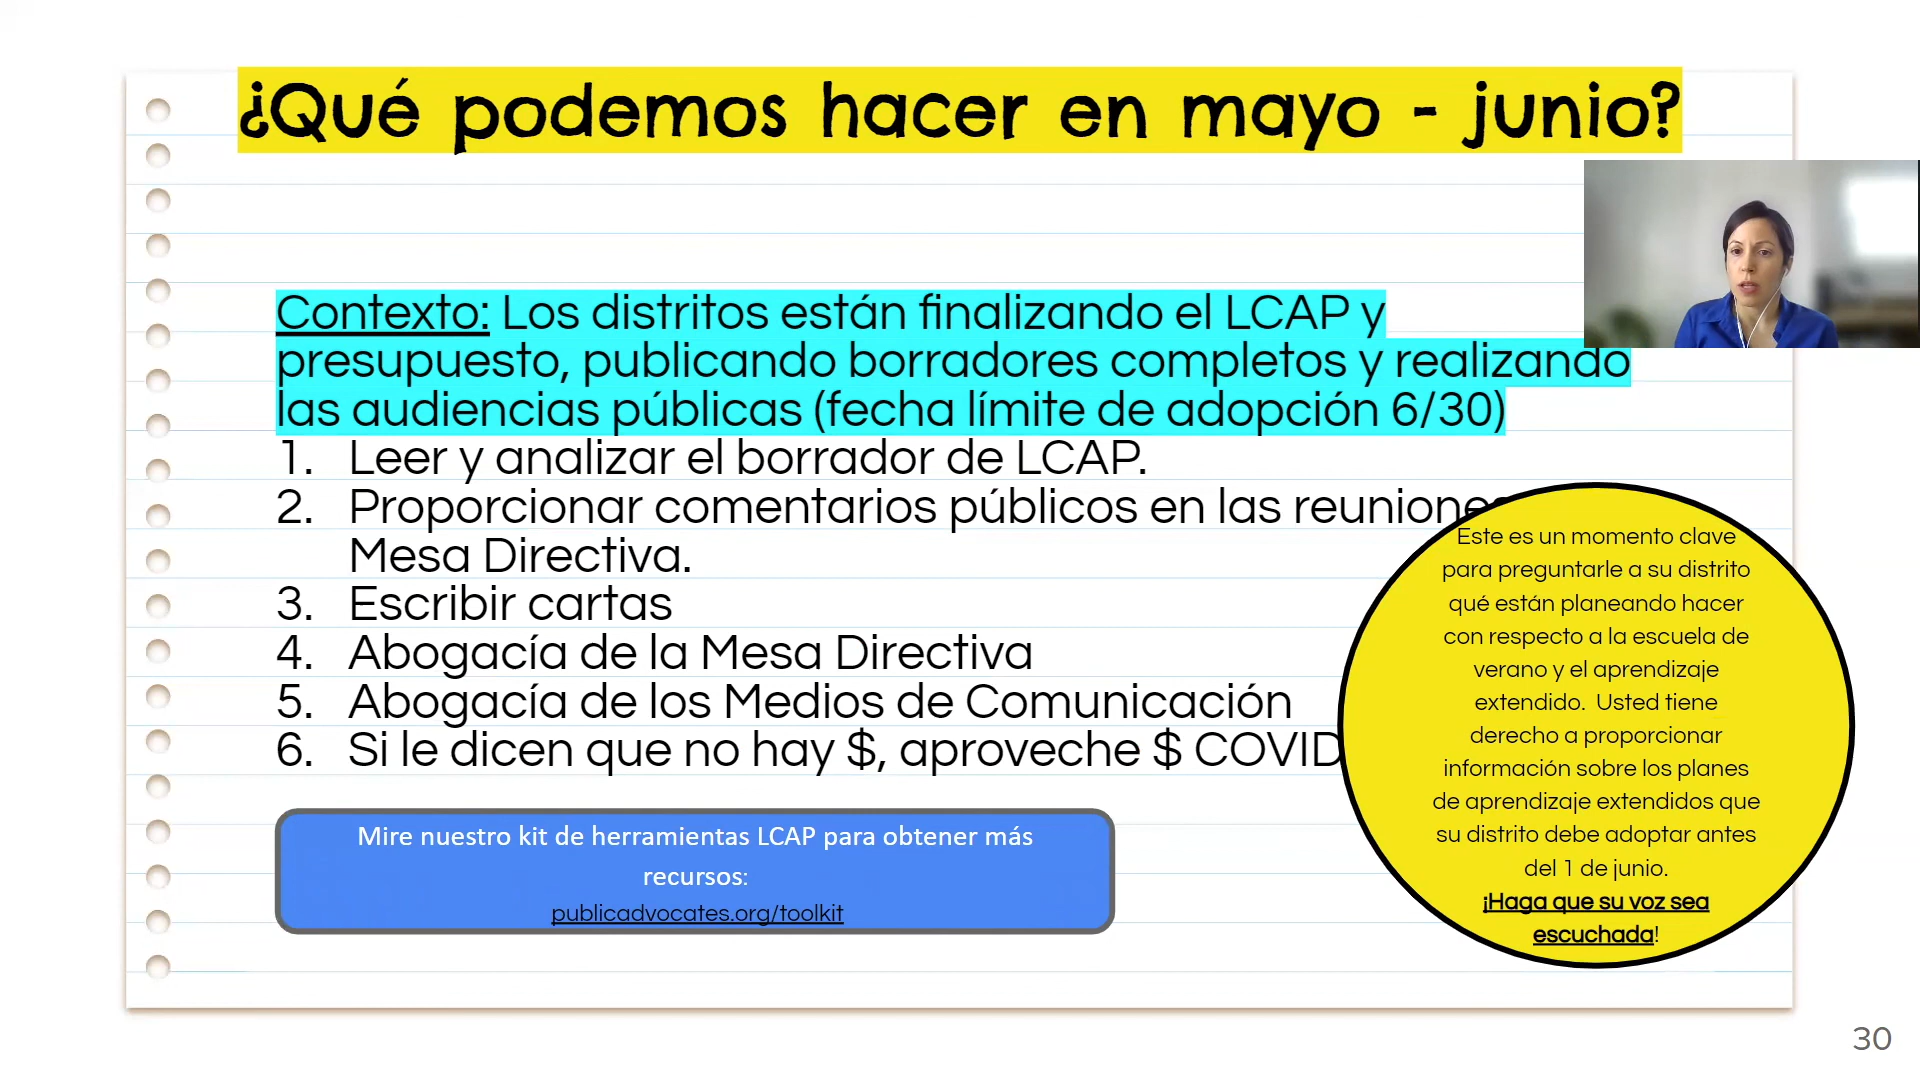 ¿Qué podemos hacer en mayo - junio?
Contexto: Los distritos están finalizando el LCAP y
presupuesto, publicando borradores completos y realizando
las audiencias públicas (fecha límite de adopción 6/30)
1. Leer y analizar el borrador de LCAP.
2. Proporcionar comentarios públicos en las reuniones
Mesa Directiva.
3. Escribir cartas
4. Abogacía de la Mesa Directiva
5. Abogacía de los Medios de Comunicación
6. Si le dicen que no hay $, aproveche $ COVID
Este es un momento clave
para preguntarle a su distrito
qué están planeando hacer
con respecto a la escuela de
verano y el aprendizaje
extendido. Usted tiene
derecho a proporcionar
información sobre los planes
de aprendizaje extendidos que
su distrito debe adoptar antes
del 1 de junio.
¡Haga que su voz sea
escuchada!
Mire nuestro kit de herramientas LCAP para obtener más
recursos:
publicadvocates.org/toolkit
30